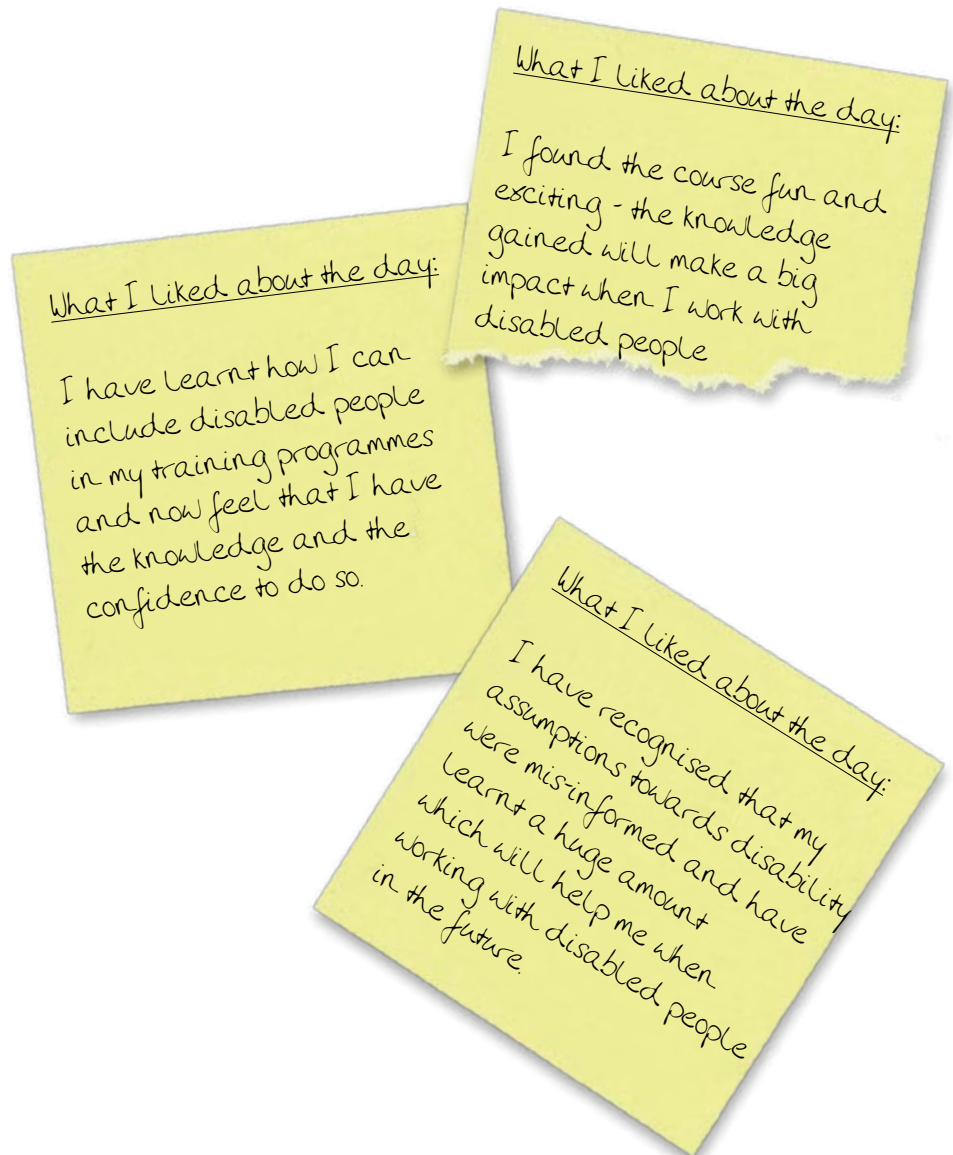 What I liked about the day:
I found the course fun and
exciting - the knowledge
gained will make a big
impact when I work with
disabled people
What I liked about the day:
I have learnt how I can
include disabled people
in my training programmes
and now feel that I have
the knowledge and the
confidence to do so.
What I liked about the day:
I have recognised that my
assumptions towards disability
were mis-informed and have
learnt a huge amount
which will help me when
working with disabled people
in the future.